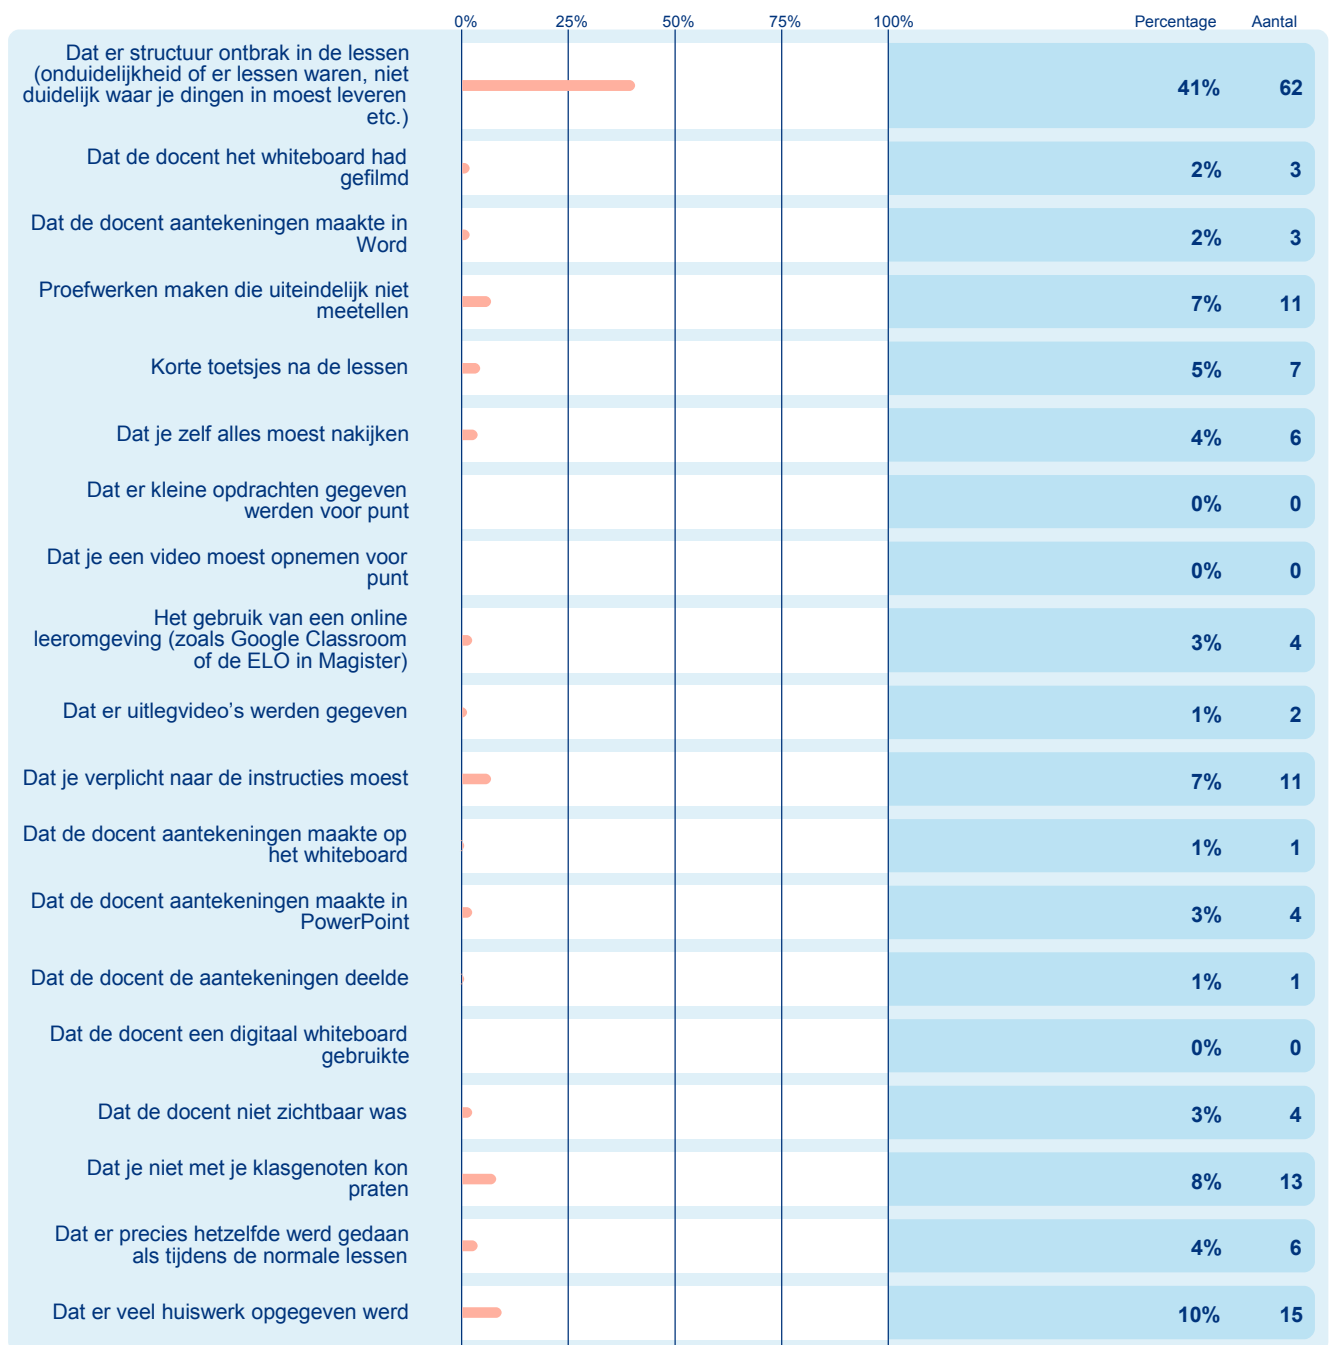 0% 25% 50% 75% 100% Percentage Aantal
Dat er structuur ontbrak in de lessen
(onduidelijkheid of er lessen waren, niet
duidelijk waar je dingen in moest leveren
etc.)
41% 62
Dat de docent het whiteboard had
gefilmd
2% 3
Dat de docent aantekeningen maakte in
Word
2% 3
Proefwerken maken die uiteindelijk niet
meetellen
7% 11
Korte toetsjes na de lessen
5% 7
Dat je zelf alles moest nakijken
4% 6
Dat er kleine opdrachten gegeven
werden voor punt
0% 0
Dat je een video moest opnemen voor
punt
0% 0
Het gebruik van een online
leeromgeving (zoals Google Classroom
of de ELO in Magister)
3% 4
Dat er uitlegvideo’s werden gegeven
1% 2
Dat je verplicht naar de instructies moest
7% 11
Dat de docent aantekeningen maakte op
het whiteboard
1% 1
Dat de docent aantekeningen maakte in
PowerPoint
3% 4
Dat de docent de aantekeningen deelde
1% 1
Dat de docent een digitaal whiteboard
gebruikte
0% 0
Dat de docent niet zichtbaar was
3% 4
Dat je niet met je klasgenoten kon
praten
8% 13
Dat er precies hetzelfde werd gedaan
als tijdens de normale lessen
4% 6
Dat er veel huiswerk opgegeven werd
10% 15